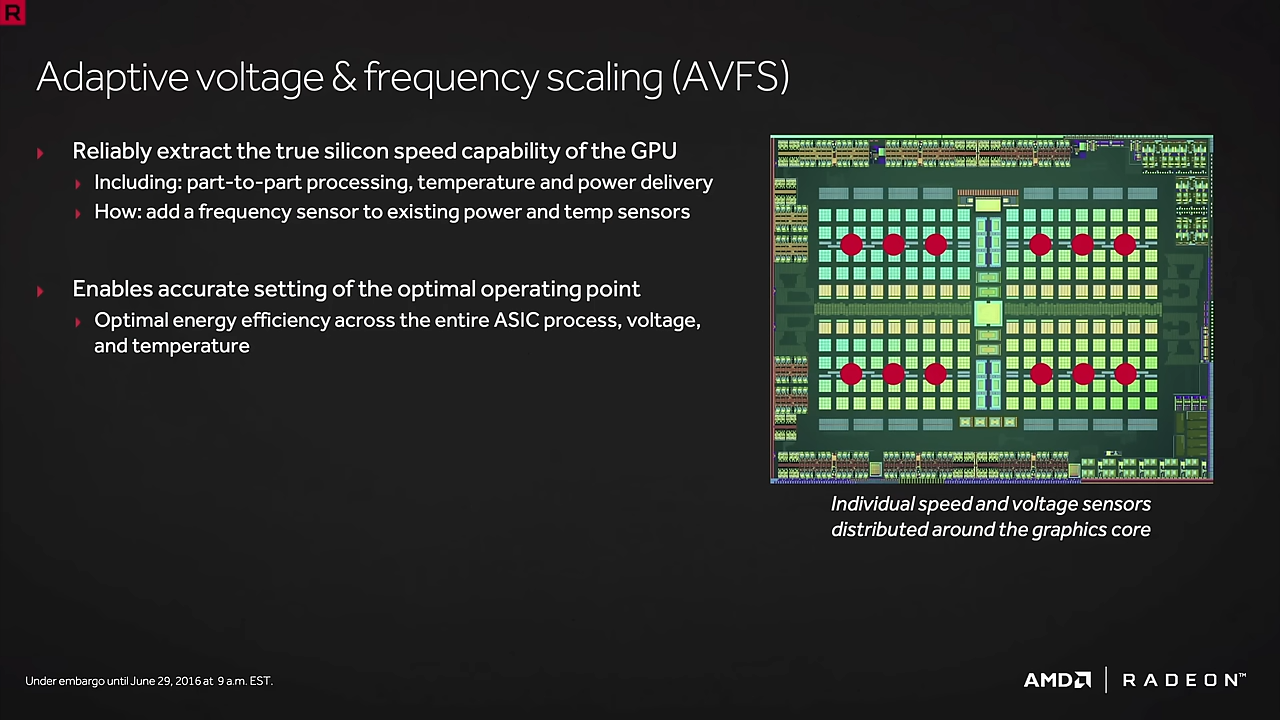 R
Adaptive voltage & frequency scaling (AVFS)
Reliably extract the true silicon speed capability of the GPU
Including: part-to-part processing, temperature and power delivery
How: add a frequency sensor to existing power and temp sensors
Enables accurate setting of the optimal operating point
Optimal energy efficiency across the entire ASIC process, voltage,
and temperature
Individual speed and voltage sensors
distributed around the graphics core
Under embargo until June 29, 2016 at 9 a.m. EST.
AMD | RADEON™